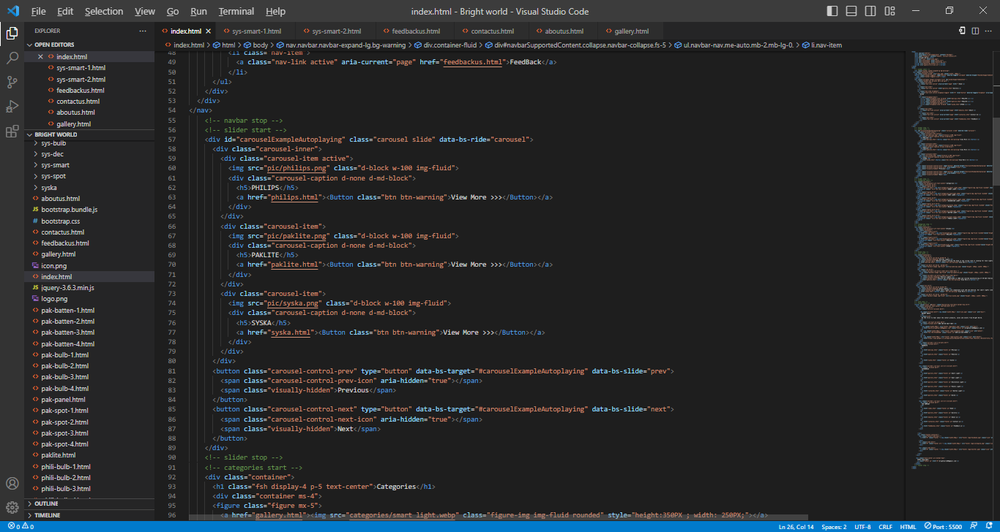 File Edit Selection View Go Run Terminal Help
index.html - Bright world - Visual Studio Code
EXPLORER
index.html sys-smart-1.html sys-smart-2.html feedbackus.html contactus.html aboutus.html gallery.html
index.html > html > body > nav.navbar.navbar-expand-lg.bg-warning > div.container-fluid > div#navbarSupportedContent.collapse.navbar-collapse.fs-5 > ul.navbar-nav.me-auto.mb-2.mb-lg-0. > li.nav-item
OPEN EDITORS
index.html
sys-smart-1.html
sys-smart-2.html
feedbackus.html
contactus.html
aboutus.html
gallery.html
BRIGHT WORLD
sys-bulb
sys-dec
sys-smart
sys-spot
syska
aboutus.html
JS bootstrap.bundle.js
# bootstrap.css
contactus.html
feedbackus.html
gallery.html
icon.png
index.html
JS jquery-3.6.3.min.js
logo.png
pak-batten-1.html
pak-batten-2.html
pak-batten-3.html
pak-batten-4.html
pak-bulb-1.html
pak-bulb-2.html
pak-bulb-3.html
pak-bulb-4.html
pak-panel.html
pak-spot-1.html
pak-spot-2.html
pak-spot-3.html
pak-spot-4.html
paklite.html
phili-bulb-1.html
phili-bulb-2.html
phili-bulb-3.html
OUTLINE
TIMELINE
48 <li class="nav-item">
49 <a class="nav-link active" aria-current="page" href="feedbackus.html">FeedBack</a>
50 </li>
51 </ul>
52 </div>
53 </div>
54 </nav>
55 <!-- navbar stop -->
56 <!-- slider start -->
57 <div id="carouselExampleAutoplaying" class="carousel slide" data-bs-ride="carousel">
58 <div class="carousel-inner">
59 <div class="carousel-item active">
60 <img src="pic/philips.png" class="d-block w-100 img-fluid">
61 <div class="carousel-caption d-none d-md-block">
62 <h5>PHILIPS</h5>
63 <a href="philips.html"><Button class="btn btn-warning">View More >>></Button></a>
64 </div>
65 </div>
66 <div class="carousel-item">
67 <img src="pic/paklite.png" class="d-block w-100 img-fluid">
68 <div class="carousel-caption d-none d-md-block">
69 <h5>PAKLITE</h5>
70 <a href="paklite.html"><Button class="btn btn-warning">View More >>></Button></a>
71 </div>
72 </div>
73 <div class="carousel-item">
74 <img src="pic/syska.png" class="d-block w-100 img-fluid">
75 <div class="carousel-caption d-none d-md-block">
76 <h5>SYSKA</h5>
77 <a href="syska.html"><Button class="btn btn-warning">View More >>></Button></a>
78 </div>
79 </div>
80 </div>
81 <button class="carousel-control-prev" type="button" data-bs-target="#carouselExampleAutoplaying" data-bs-slide="prev">
82 <span class="carousel-control-prev-icon" aria-hidden="true"></span>
83 <span class="visually-hidden">Previous</span>
84 </button>
85 <button class="carousel-control-next" type="button" data-bs-target="#carouselExampleAutoplaying" data-bs-slide="next">
86 <span class="carousel-control-next-icon" aria-hidden="true"></span>
87 <span class="visually-hidden">Next</span>
88 </button>
89 </div>
90 <!-- slider stop -->
91 <!-- categories start -->
92 <div class="container">
93 <h1 class="fsh display-4 p-5 text-center">Categories</h1>
94 <div class="container ms-4">
95 <figure class="figure mx-5">
96 <a href="gallery.html"><img src="categories/smart light.webp" class="figure-img img-fluid rounded" style="height:350PX ; width: 250PX;"></a>
0 0 Ln 26, Col 14 Spaces: 2 UTF-8 CRLF HTML Port : 5500